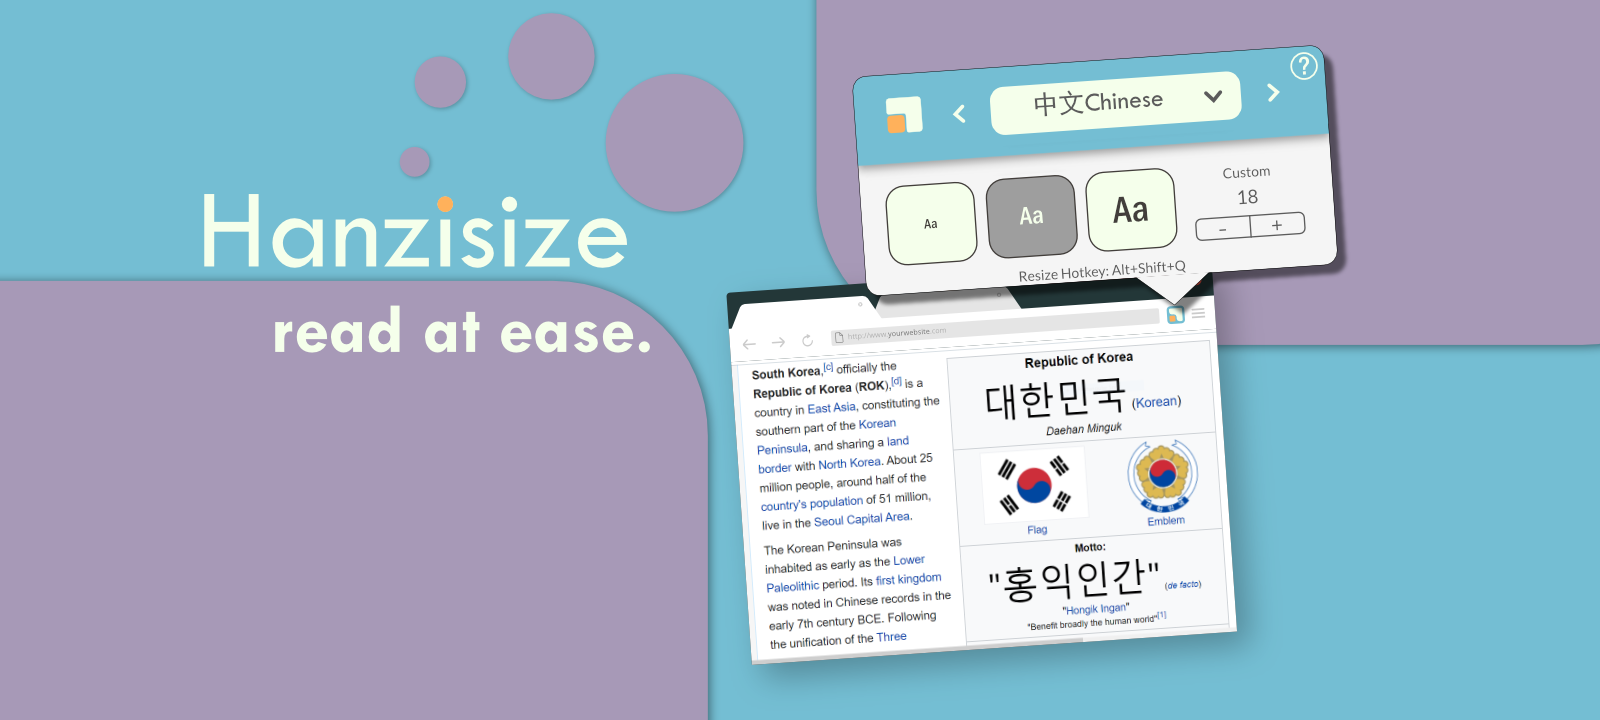 Hanzisize
read at ease.
?
中文Chinese
Aa
Aa
Aa
Custom
18
- +
Resize Hotkey: Alt+Shift+Q
http://www.yourwebsite.com
South Korea,[c] officially the
Republic of Korea (ROK),[d] is a
country in East Asia, constituting the
southern part of the Korean
Peninsula, and sharing a land
border with North Korea. About 25
million people, around half of the
country's population of 51 million,
live in the Seoul Capital Area.
The Korean Peninsula was
inhabited as early as the Lower
Paleolithic period. Its first kingdom
was noted in Chinese records in the
early 7th century BCE. Following
the unification of the Three
Republic of Korea
대한민국 (Korean)
Daehan Minguk
Flag
Emblem
Motto:
"홍익인간" (de facto)
"Hongik Ingan"
"Benefit broadly the human world"[1]